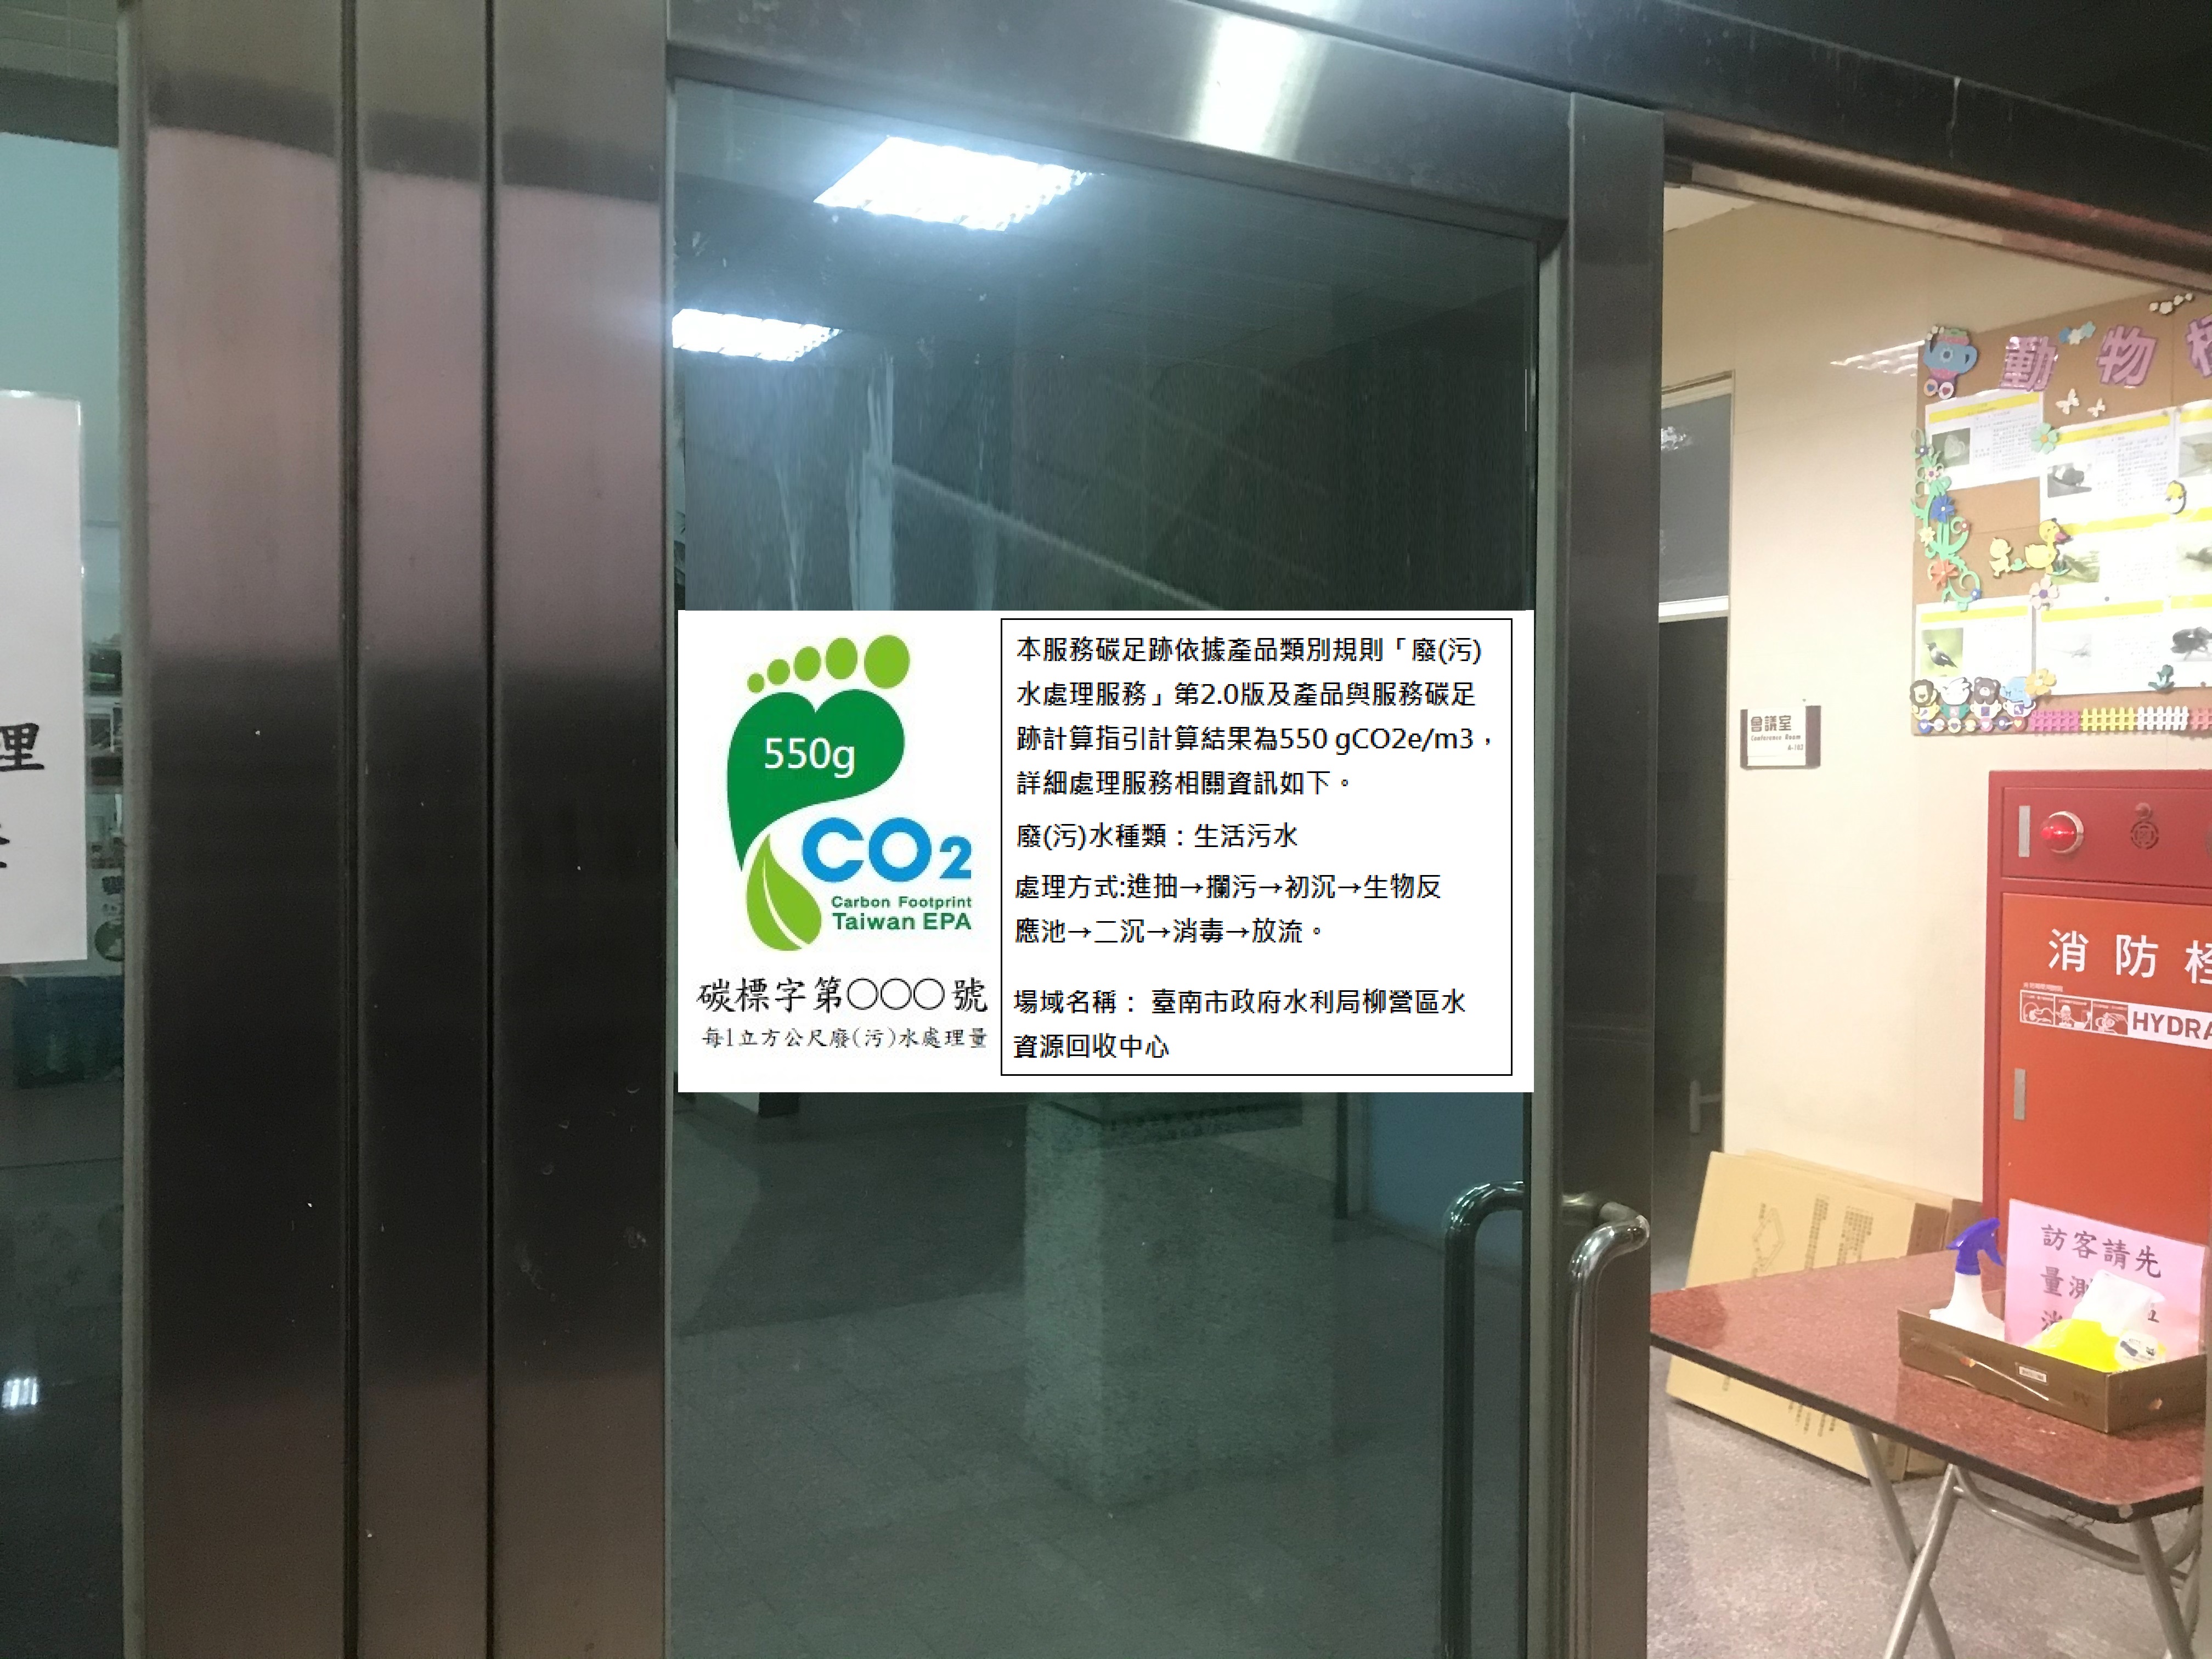 理
動物
550g
CO2
Carbon Footprint
Taiwan EPA
碳標字第○○○號
每1立方公尺廢(污)水處理量
本服務碳足跡依據產品類別規則「廢(污)
水處理服務」第2.0版及產品與服務碳足
跡計算指引計算結果為550 gCO2e/m3，
詳細處理服務相關資訊如下。
廢(污)水種類：生活污水
處理方式:進抽→攔污→初沉→生物反
應池→二沉→消毒→放流。
場域名稱： 臺南市政府水利局柳營區水
資源回收中心
會議室
Conference Room
A-102
消防栓
HYDRA
訪客請先
量測